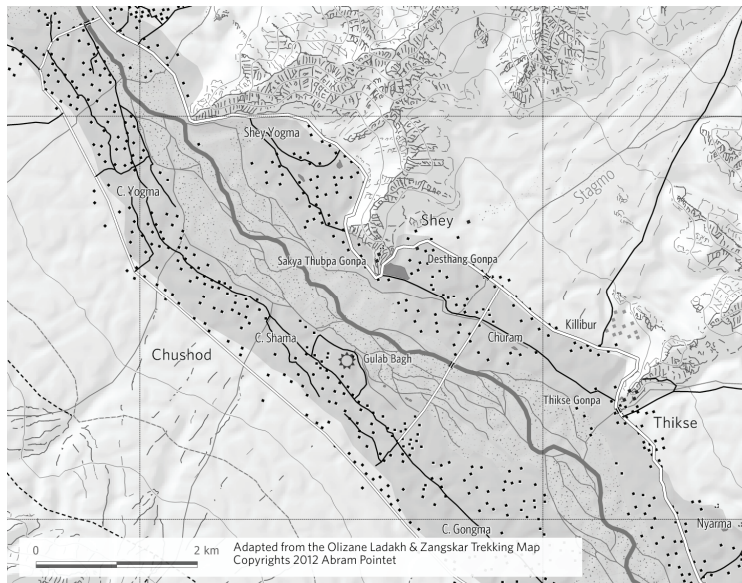 Shey Yogma
Stagmo
C. Yogma
Shey
Sakya Thubpa Gonpa
Desthang Gonpa
Killibur
C. Shama
Churam
Chushod
Gulab Bagh
Thikse Gonpa
Thikse
Nyarma
C. Gongma
0
2 km
Adapted from the Olizane Ladakh & Zangskar Trekking Map
Copyrights 2012 Abram Pointet